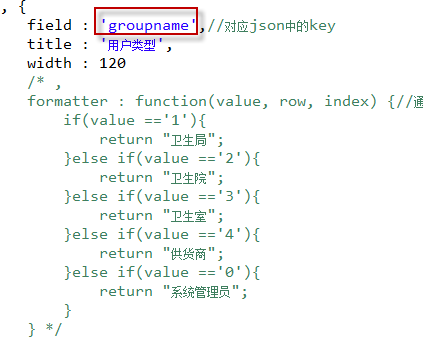 , {
field : 'groupname',//对应json中的key
title : '用户类型',
width : 120
/* ,
formatter : function(value, row, index) {//通
if(value =='1'){
return "卫生局";
}else if(value =='2'){
return "卫生院";
}else if(value =='3'){
return "卫生室";
}else if(value =='4'){
return "供货商";
}else if(value =='0'){
return "系统管理员";
}
} */